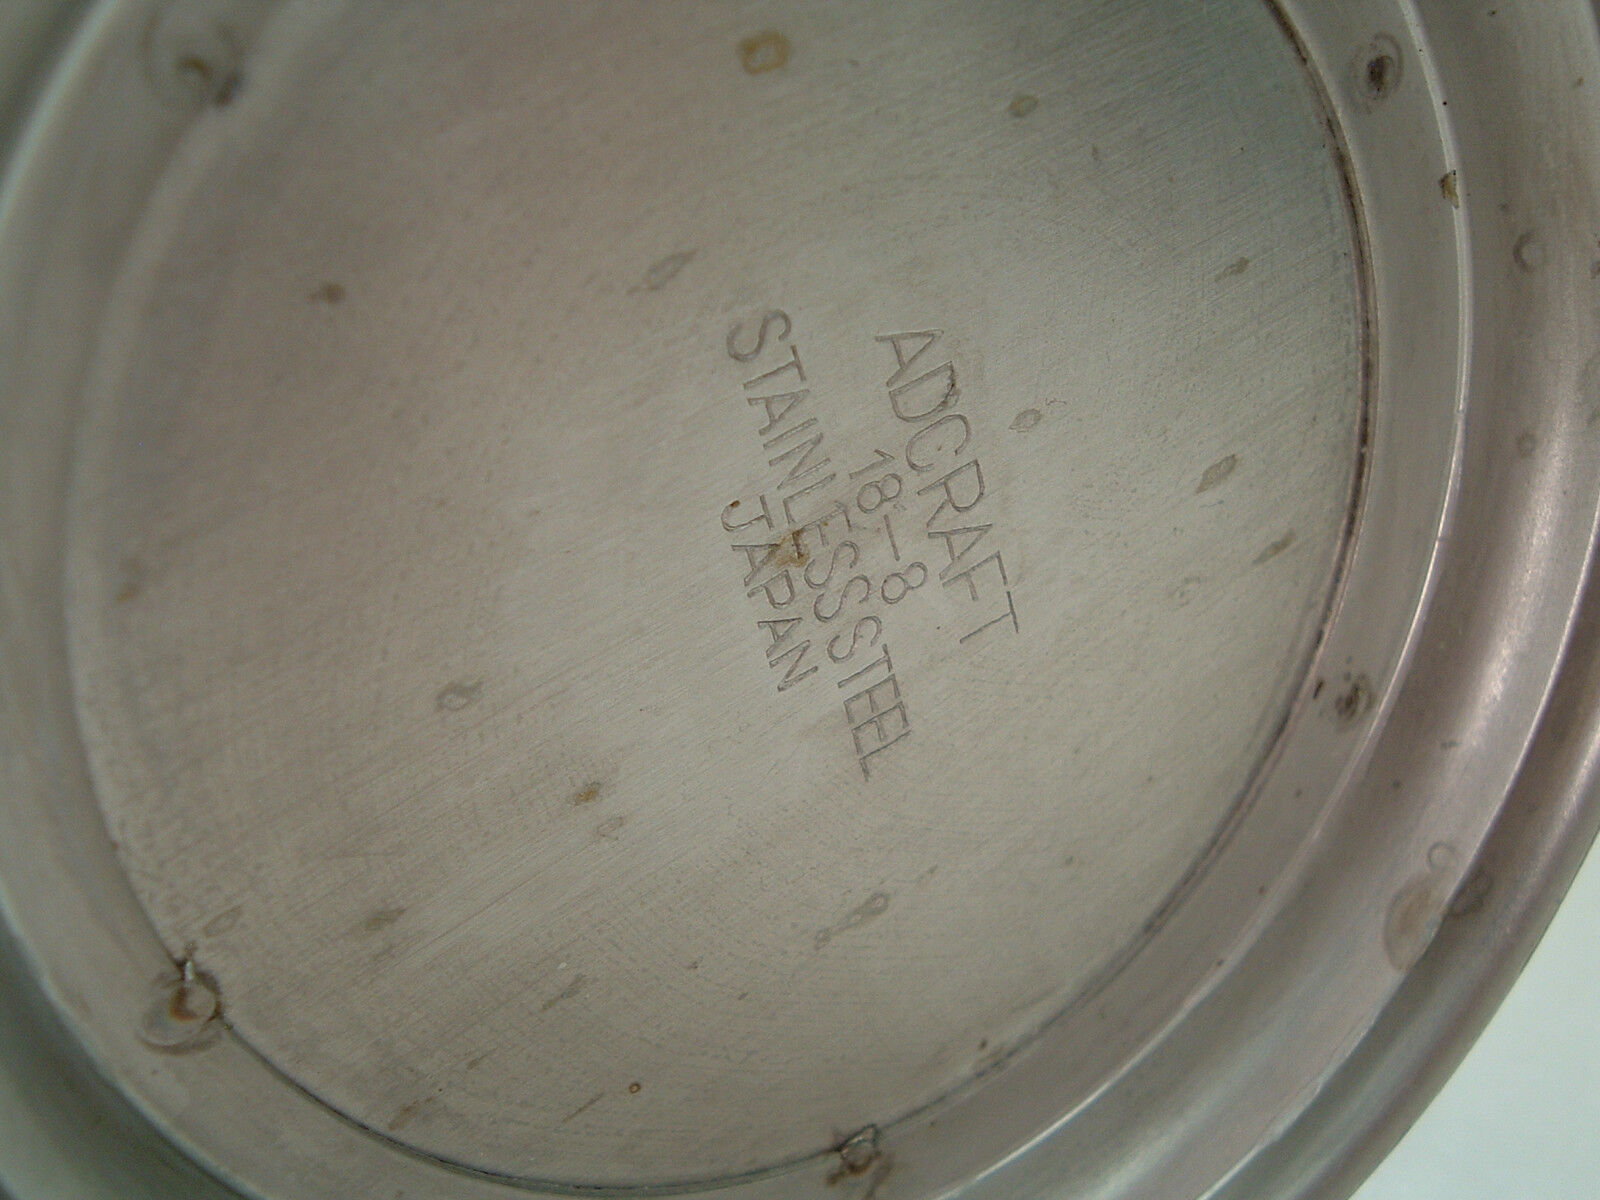 ADCRAFT
18-8
STAINLESS STEEL
JAPAN